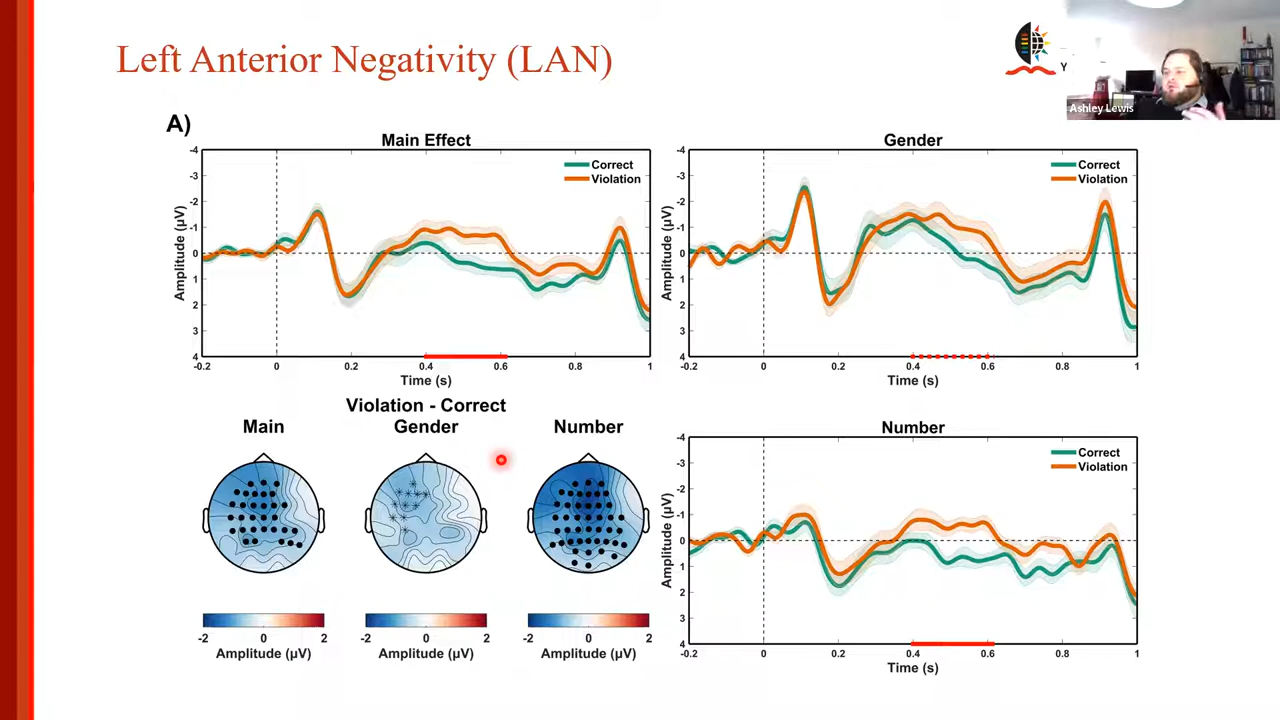 Left Anterior Negativity (LAN)
Y
Ashley Lewis
A)
Main Effect
Correct
Violation
-4
-3
-2
-1
0
1
2
3
4
Amplitude (µV)
-0.2 0 0.2 0.4 0.6 0.8 1
Time (s)
Gender
Correct
Violation
-4
-3
-2
-1
0
1
2
3
4
Amplitude (µV)
-0.2 0 0.2 0.4 0.6 0.8 1
Time (s)
Violation - Correct
Main Gender Number
-2 0 2
Amplitude (µV)
-2 0 2
Amplitude (µV)
-2 0 2
Amplitude (µV)
Number
Correct
Violation
-4
-3
-2
-1
0
1
2
3
4
Amplitude (µV)
-0.2 0 0.2 0.4 0.6 0.8 1
Time (s)